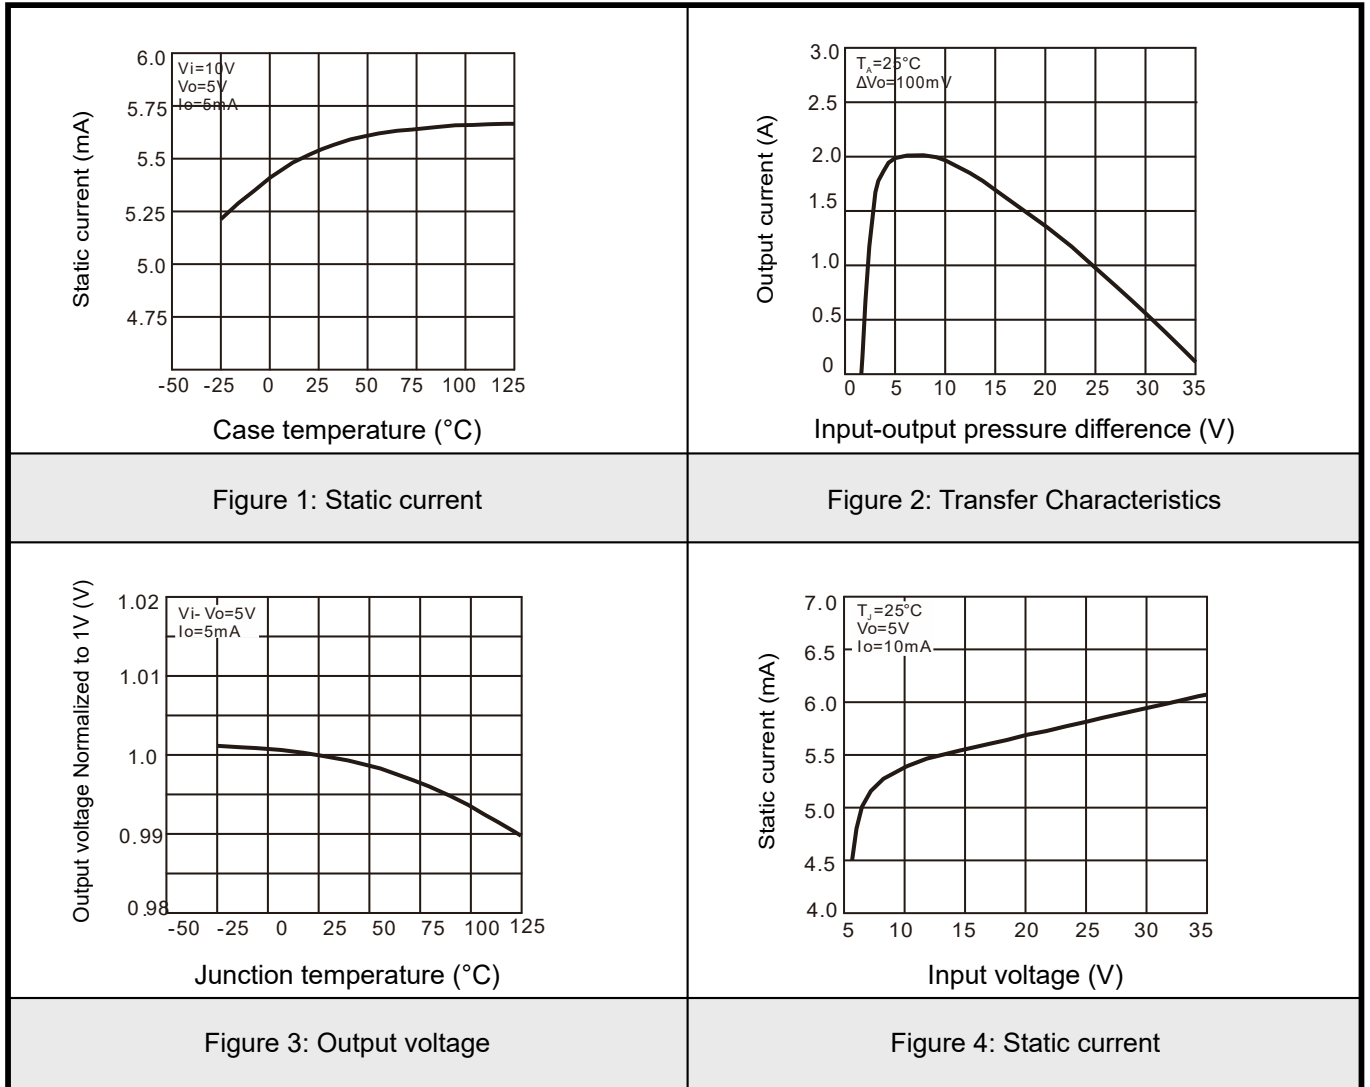 6.0
5.75
5.5
5.25
5.0
4.75
Vi=10V
Vo=5V
Io=5mA
Static current (mA)
-50 -25 0 25 50 75 100 125
Case temperature (°C)
Figure 1: Static current
3.0
2.5
2.0
1.5
1.0
0.5
0
TA=25°C
ΔVo=100mV
Output current (A)
0 5 10 15 20 25 30 35
Input-output pressure difference (V)
Figure 2: Transfer Characteristics
1.02
1.01
1.0
0.99
0.98
Vi- Vo=5V
Io=5mA
Output voltage Normalized to 1V (V)
-50 -25 0 25 50 75 100 125
Junction temperature (°C)
Figure 3: Output voltage
7.0
6.5
6.0
5.5
5.0
4.5
4.0
TJ=25°C
Vo=5V
Io=10mA
Static current (mA)
5 10 15 20 25 30 35
Input voltage (V)
Figure 4: Static current